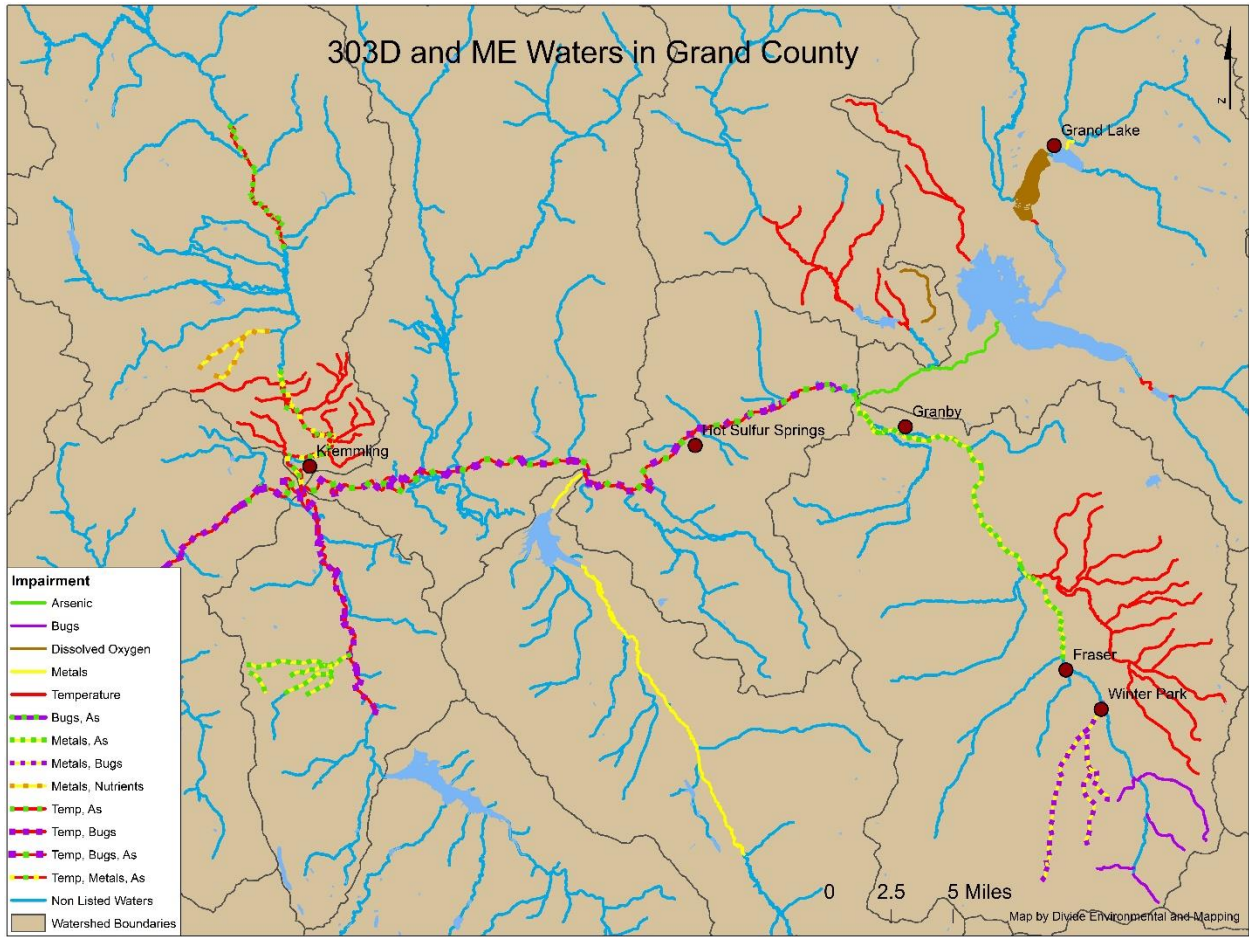 303D and ME Waters in Grand County
N
Grand Lake
Granby
Hot Sulfur Springs
Kremmling
Fraser
Winter Park
Impairment
Arsenic
Bugs
Dissolved Oxygen
Metals
Temperature
Bugs, As
Metals, As
Metals, Bugs
Metals, Nutrients
Temp, As
Temp, Bugs
Temp, Bugs, As
Temp, Metals, As
Non Listed Waters
Watershed Boundaries
0 2.5 5 Miles
Map by Divide Environmental and Mapping